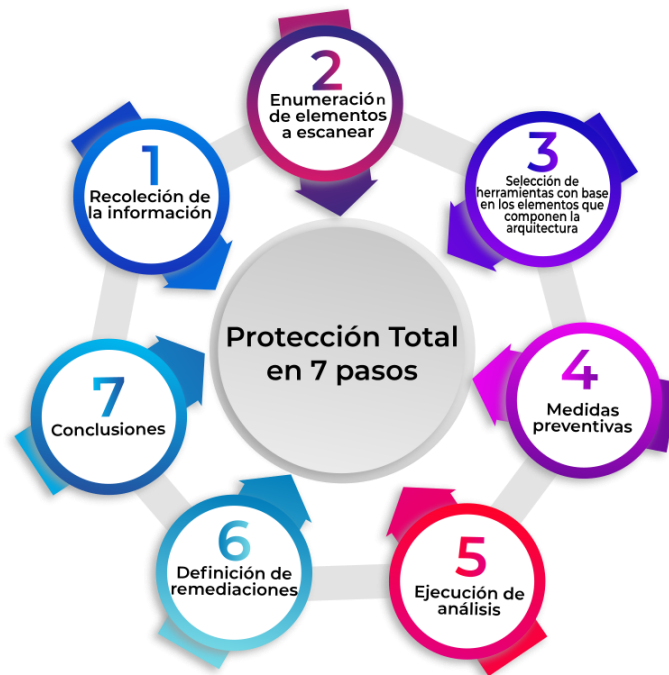 1
Recoleción de
la información
2
Enumeración
de elementos
a escanear
3
Selección de
herramientas con base
en los elementos que
componen la
arquitectura
4
Medidas
preventivas
5
Ejecución de
análisis
6
Definición de
remediaciones
7
Conclusiones
Protección Total
en 7 pasos